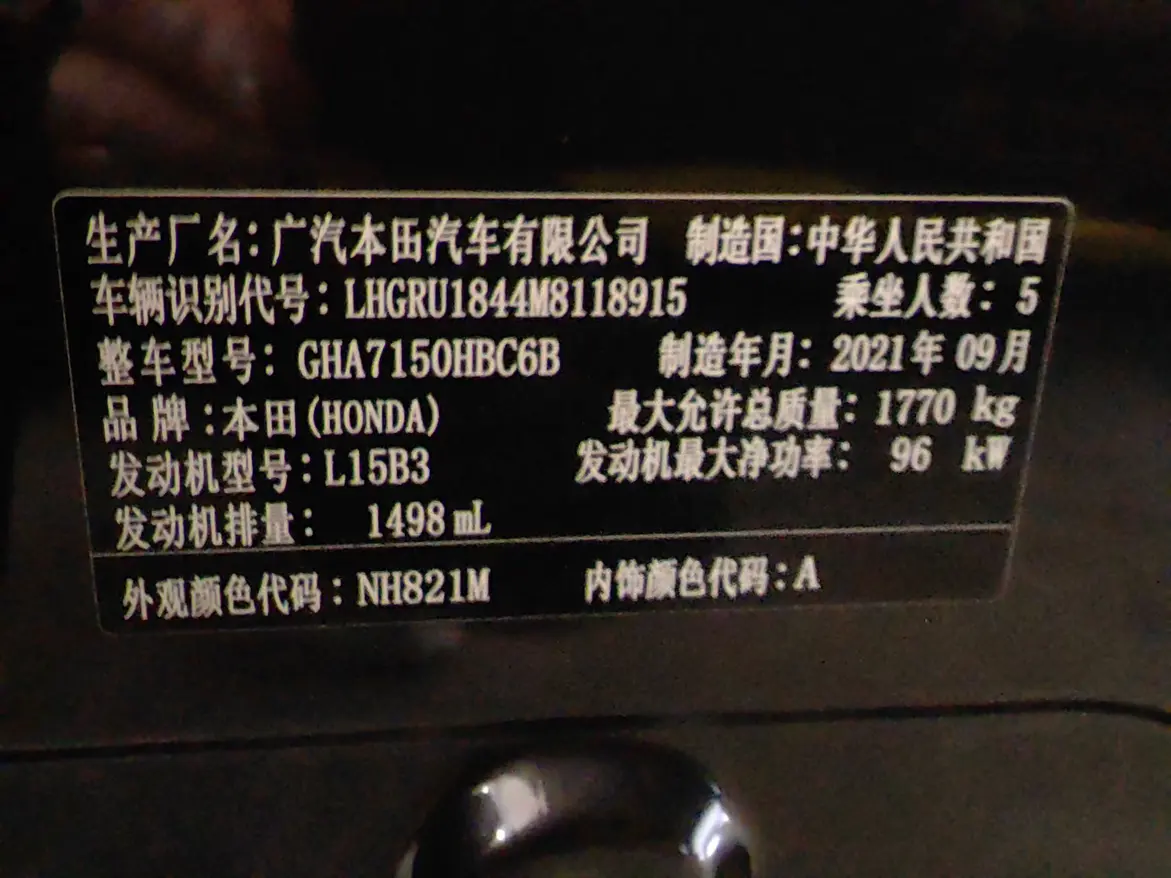 生产厂名：广汽本田汽车有限公司 制造国：中华人民共和国
车辆识别代号：LHGRU1844M8118915 乘坐人数：5
整车型号：GHA7150HBC6B 制造年月：2021年 09月
品 牌：本田(HONDA) 最大允许总质量：1770 kg
发动机型号：L15B3 发动机最大净功率： 96 kW
发动机排量： 1498 mL
外观颜色代码：NH821M 内饰颜色代码：A